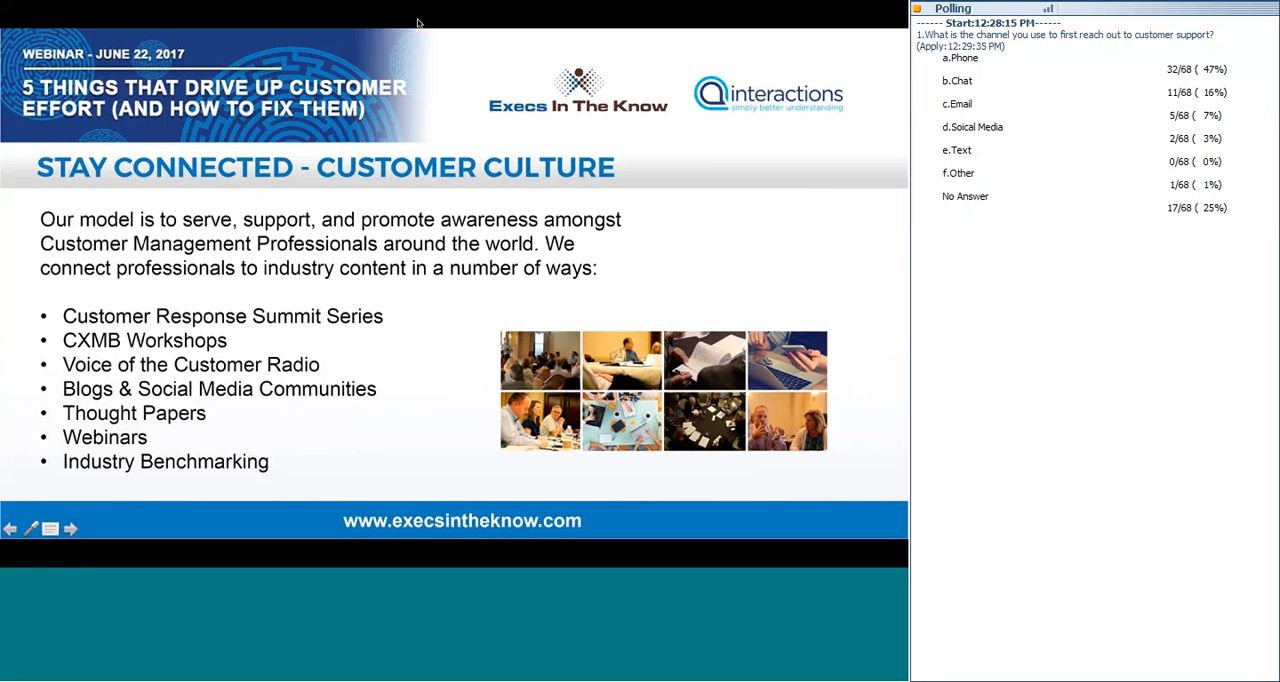 WEBINAR - JUNE 22, 2017
5 THINGS THAT DRIVE UP CUSTOMER
EFFORT (AND HOW TO FIX THEM)
EXECS IN THE KNOW
interactions
simply better understanding
STAY CONNECTED - CUSTOMER CULTURE
Our model is to serve, support, and promote awareness amongst
Customer Management Professionals around the world. We
connect professionals to industry content in a number of ways:
• Customer Response Summit Series
• CXMB Workshops
• Voice of the Customer Radio
• Blogs & Social Media Communities
• Thought Papers
• Webinars
• Industry Benchmarking
www.execsintheknow.com
Polling
------ Start:12:28:15 PM------
1.What is the channel you use to first reach out to customer support?
(Apply:12:29:35 PM)
a.Phone
32/68 ( 47%)
b.Chat
11/68 ( 16%)
c.Email
5/68 ( 7%)
d.Soical Media
2/68 ( 3%)
e.Text
0/68 ( 0%)
f.Other
1/68 ( 1%)
No Answer
17/68 ( 25%)